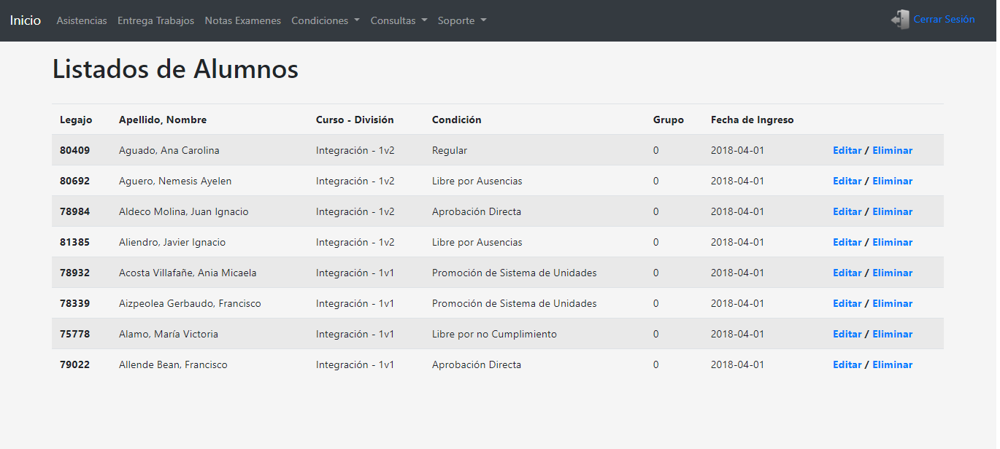 Inicio Asistencias Entrega Trabajos Notas Examenes Condiciones Consultas Soporte Cerrar Sesión
Listados de Alumnos
Legajo Apellido, Nombre Curso - División Condición Grupo Fecha de Ingreso
80409 Aguado, Ana Carolina Integración - 1v2 Regular 0 2018-04-01 Editar / Eliminar
80692 Aguero, Nemesis Ayelen Integración - 1v2 Libre por Ausencias 0 2018-04-01 Editar / Eliminar
78984 Aldeco Molina, Juan Ignacio Integración - 1v2 Aprobación Directa 0 2018-04-01 Editar / Eliminar
81385 Aliendro, Javier Ignacio Integración - 1v2 Libre por Ausencias 0 2018-04-01 Editar / Eliminar
78932 Acosta Villafañe, Ania Micaela Integración - 1v1 Promoción de Sistema de Unidades 0 2018-04-01 Editar / Eliminar
78339 Aizpeolea Gerbaudo, Francisco Integración - 1v1 Promoción de Sistema de Unidades 0 2018-04-01 Editar / Eliminar
75778 Alamo, María Victoria Integración - 1v1 Libre por no Cumplimiento 0 2018-04-01 Editar / Eliminar
79022 Allende Bean, Francisco Integración - 1v1 Aprobación Directa 0 2018-04-01 Editar / Eliminar